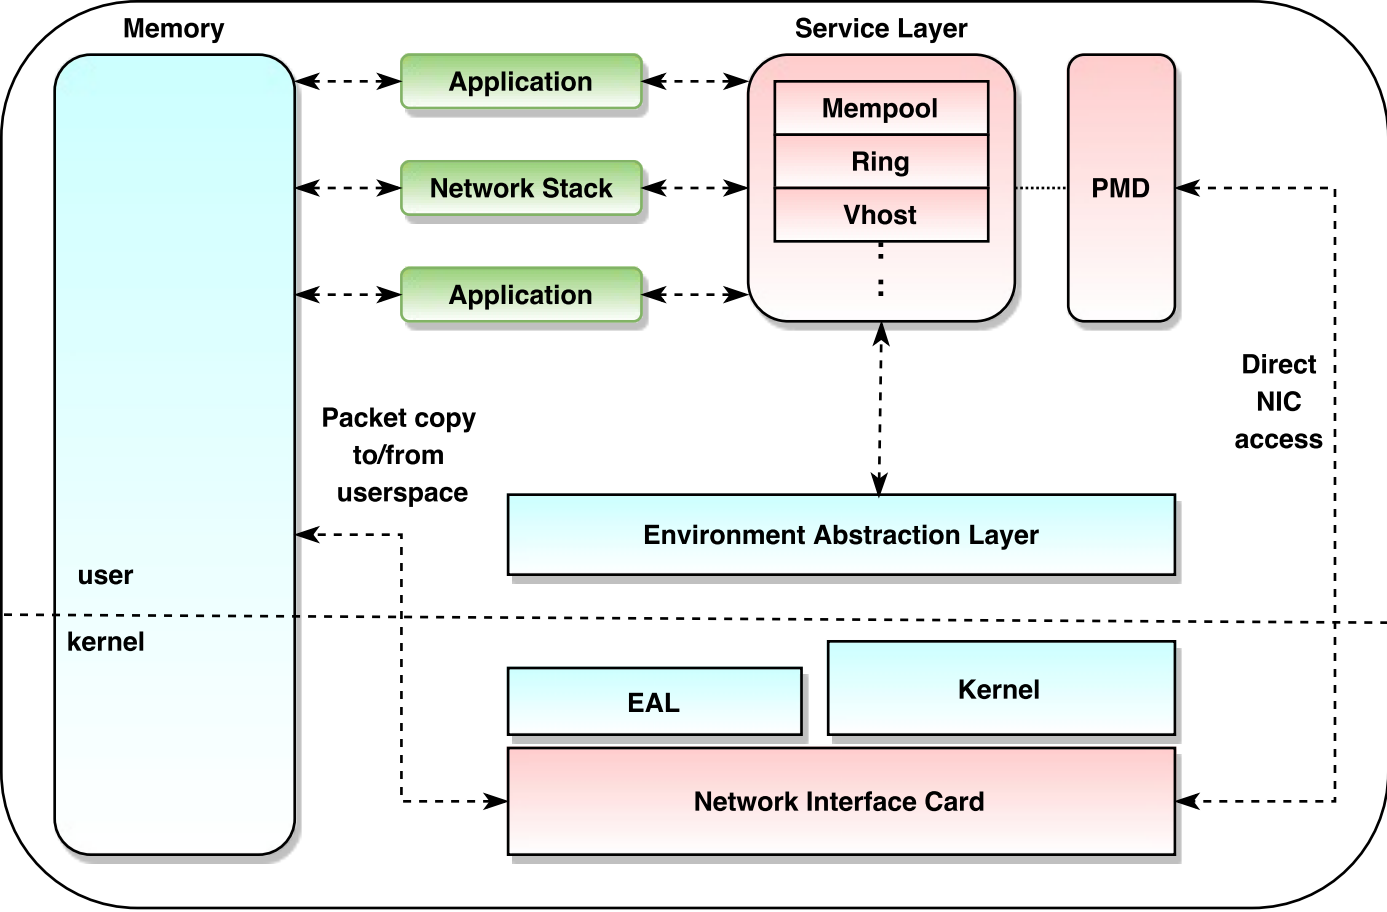 Memory
Service Layer
Application
Mempool
Ring
Network Stack
PMD
Vhost
Application
Direct
NIC
access
Packet copy
to/from
userspace
Environment Abstraction Layer
user
kernel
EAL
Kernel
Network Interface Card